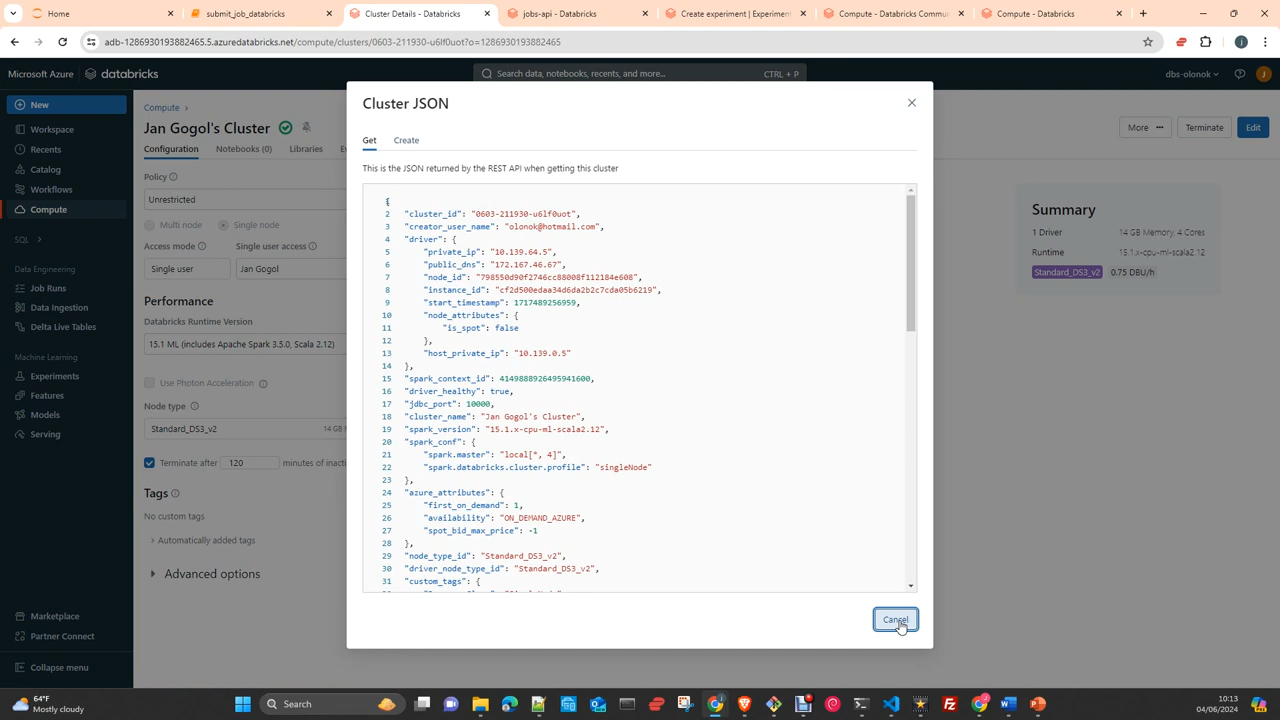 Home
submit_job_databricks
Cluster Details - Databricks
jobs-api - Databricks
Create experiment | Experiment
Compute - Databricks Commu
Compute - Databricks
adb-1286930193882465.5.azuredatabricks.net/compute/clusters/0603-211930-u6lf0uot?o=1286930193882465
Microsoft Azure
databricks
Search data, notebooks, recents, and more...
CTRL + P
dbs-olonok
J
New
Workspace
Recents
Catalog
Workflows
Compute
SQL
Data Engineering
Job Runs
Data Ingestion
Delta Live Tables
Machine Learning
Experiments
Features
Models
Serving
Marketplace
Partner Connect
Collapse menu
Compute
Jan Gogol's Cluster
More
Terminate
Edit
Configuration
Notebooks (0)
Libraries
Policy
Unrestricted
Multi node
Single node
Access mode
Single user access
Single user
Jan Gogol
Performance
Databricks Runtime Version
15.1 ML (includes Apache Spark 3.5.0, Scala 2.12)
Use Photon Acceleration
Node type
Standard_DS3_v2
14 GB
Terminate after
120
minutes of inacti
Tags
No custom tags
Automatically added tags
Advanced options
Cluster JSON
Get
Create
This is the JSON returned by the REST API when getting this cluster
{
2 "cluster_id": "0603-211930-u6lf0uot",
3 "creator_user_name": "olonok@hotmail.com",
4 "driver": {
5 "private_ip": "10.139.64.5",
6 "public_dns": "172.167.46.67",
7 "node_id": "798550d90f2746cc88008f112184e608",
8 "instance_id": "cf2d500edaa34d6da2b2c7cda05b6219",
9 "start_timestamp": 1717489256959,
10 "node_attributes": {
11 "is_spot": false
12 },
13 "host_private_ip": "10.139.0.5"
14 },
15 "spark_context_id": 4149888926495941600,
16 "driver_healthy": true,
17 "jdbc_port": 10000,
18 "cluster_name": "Jan Gogol's Cluster",
19 "spark_version": "15.1.x-cpu-ml-scala2.12",
20 "spark_conf": {
21 "spark.master": "local[*, 4]",
22 "spark.databricks.cluster.profile": "singleNode"
23 },
24 "azure_attributes": {
25 "first_on_demand": 1,
26 "availability": "ON_DEMAND_AZURE",
27 "spot_bid_max_price": -1
28 },
29 "node_type_id": "Standard_DS3_v2",
30 "driver_node_type_id": "Standard_DS3_v2",
31 "custom_tags": {
Cancel
Summary
1 Driver
14 GB Memory, 4 Cores
Runtime
15.1.x-cpu-ml-scala2.12
Standard_DS3_v2
0.75 DBU/h
64°F
Mostly cloudy
Search
10:13
04/06/2024